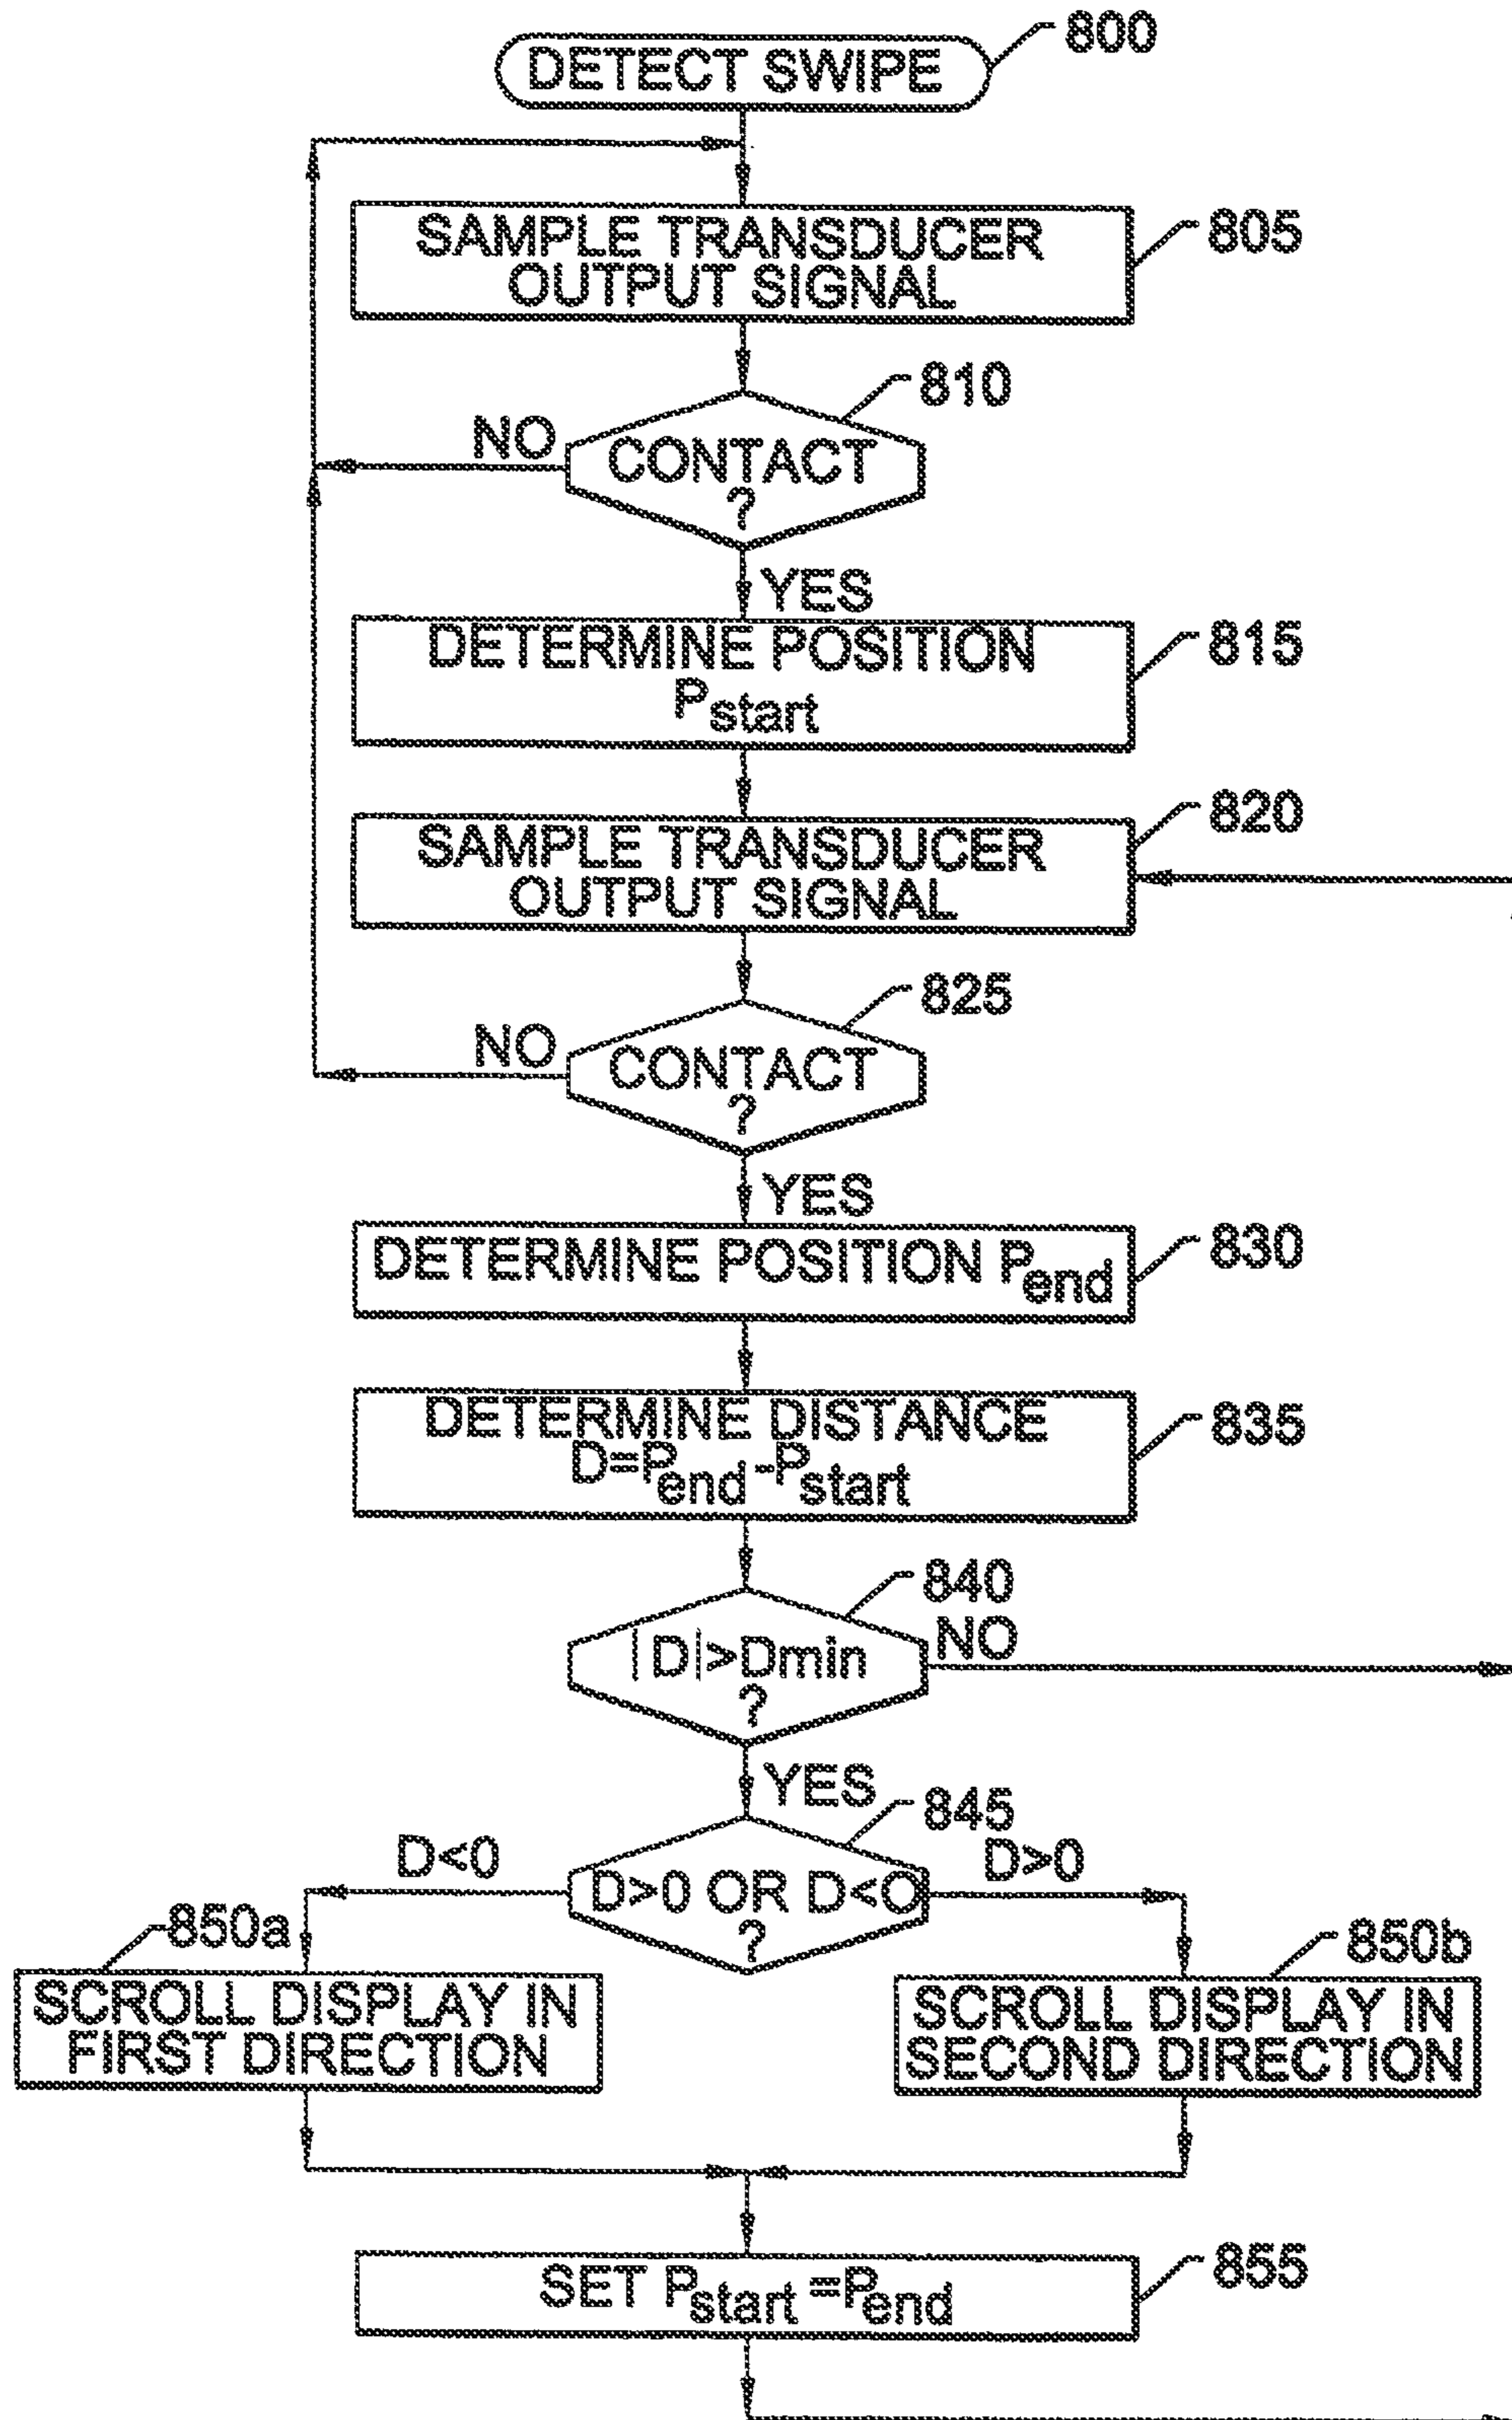 DETECT SWIPE
800
SAMPLE TRANSDUCER
OUTPUT SIGNAL
805
810
NO
CONTACT
?
YES
DETERMINE POSITION
Pstart
815
SAMPLE TRANSDUCER
OUTPUT SIGNAL
820
825
NO
CONTACT
?
YES
DETERMINE POSITION Pend
830
DETERMINE DISTANCE
D=Pend-Pstart
835
840
|D|>Dmin
?
NO
YES
845
D<0
D>0 OR D<O
?
D>0
850a
SCROLL DISPLAY IN
FIRST DIRECTION
850b
SCROLL DISPLAY IN
SECOND DIRECTION
SET Pstart=Pend
855